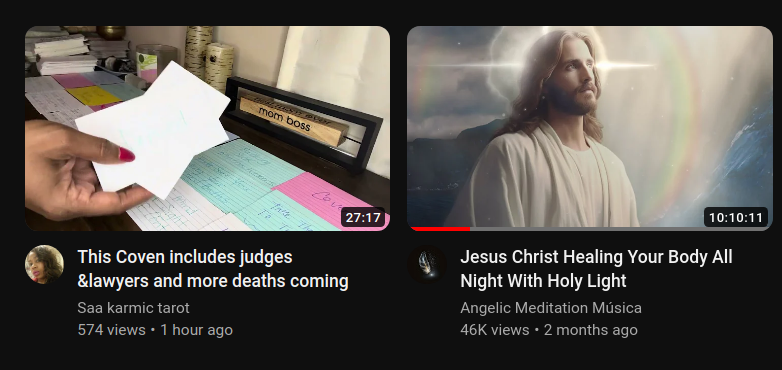 mom boss
27:17
10:10:11
This Coven includes judges
&lawyers and more deaths coming
Saa karmic tarot
574 views • 1 hour ago
Jesus Christ Healing Your Body All
Night With Holy Light
Angelic Meditation Música
46K views • 2 months ago